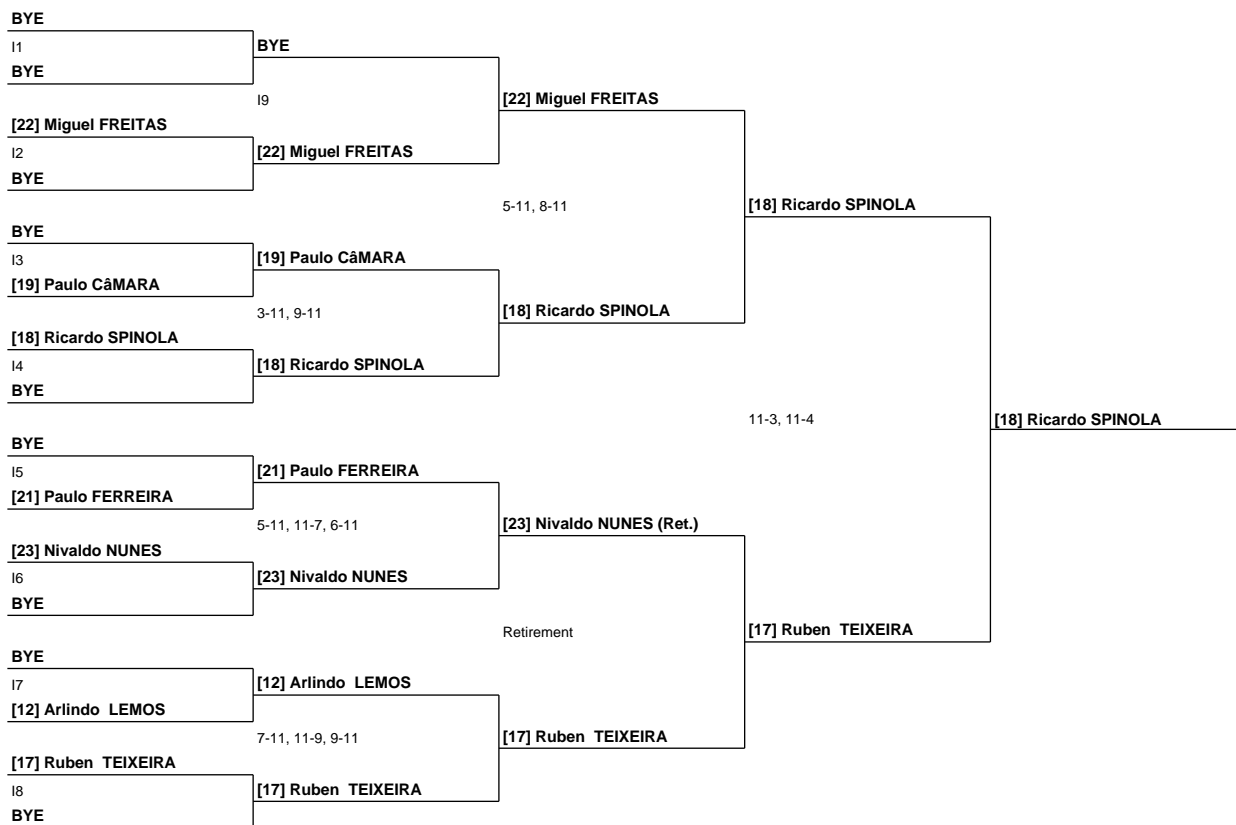 BYE
I1
BYE
BYE
I9
[22] Miguel FREITAS
[22] Miguel FREITAS
I2
[22] Miguel FREITAS
BYE
5-11, 8-11
[18] Ricardo SPINOLA
BYE
I3
[19] Paulo CâMARA
[19] Paulo CâMARA
3-11, 9-11
[18] Ricardo SPINOLA
[18] Ricardo SPINOLA
I4
[18] Ricardo SPINOLA
BYE
11-3, 11-4
[18] Ricardo SPINOLA
BYE
I5
[21] Paulo FERREIRA
[21] Paulo FERREIRA
5-11, 11-7, 6-11
[23] Nivaldo NUNES (Ret.)
[23] Nivaldo NUNES
I6
[23] Nivaldo NUNES
BYE
Retirement
[17] Ruben  TEIXEIRA
BYE
I7
[12] Arlindo  LEMOS
[12] Arlindo  LEMOS
7-11, 11-9, 9-11
[17] Ruben  TEIXEIRA
[17] Ruben  TEIXEIRA
I8
[17] Ruben  TEIXEIRA
BYE